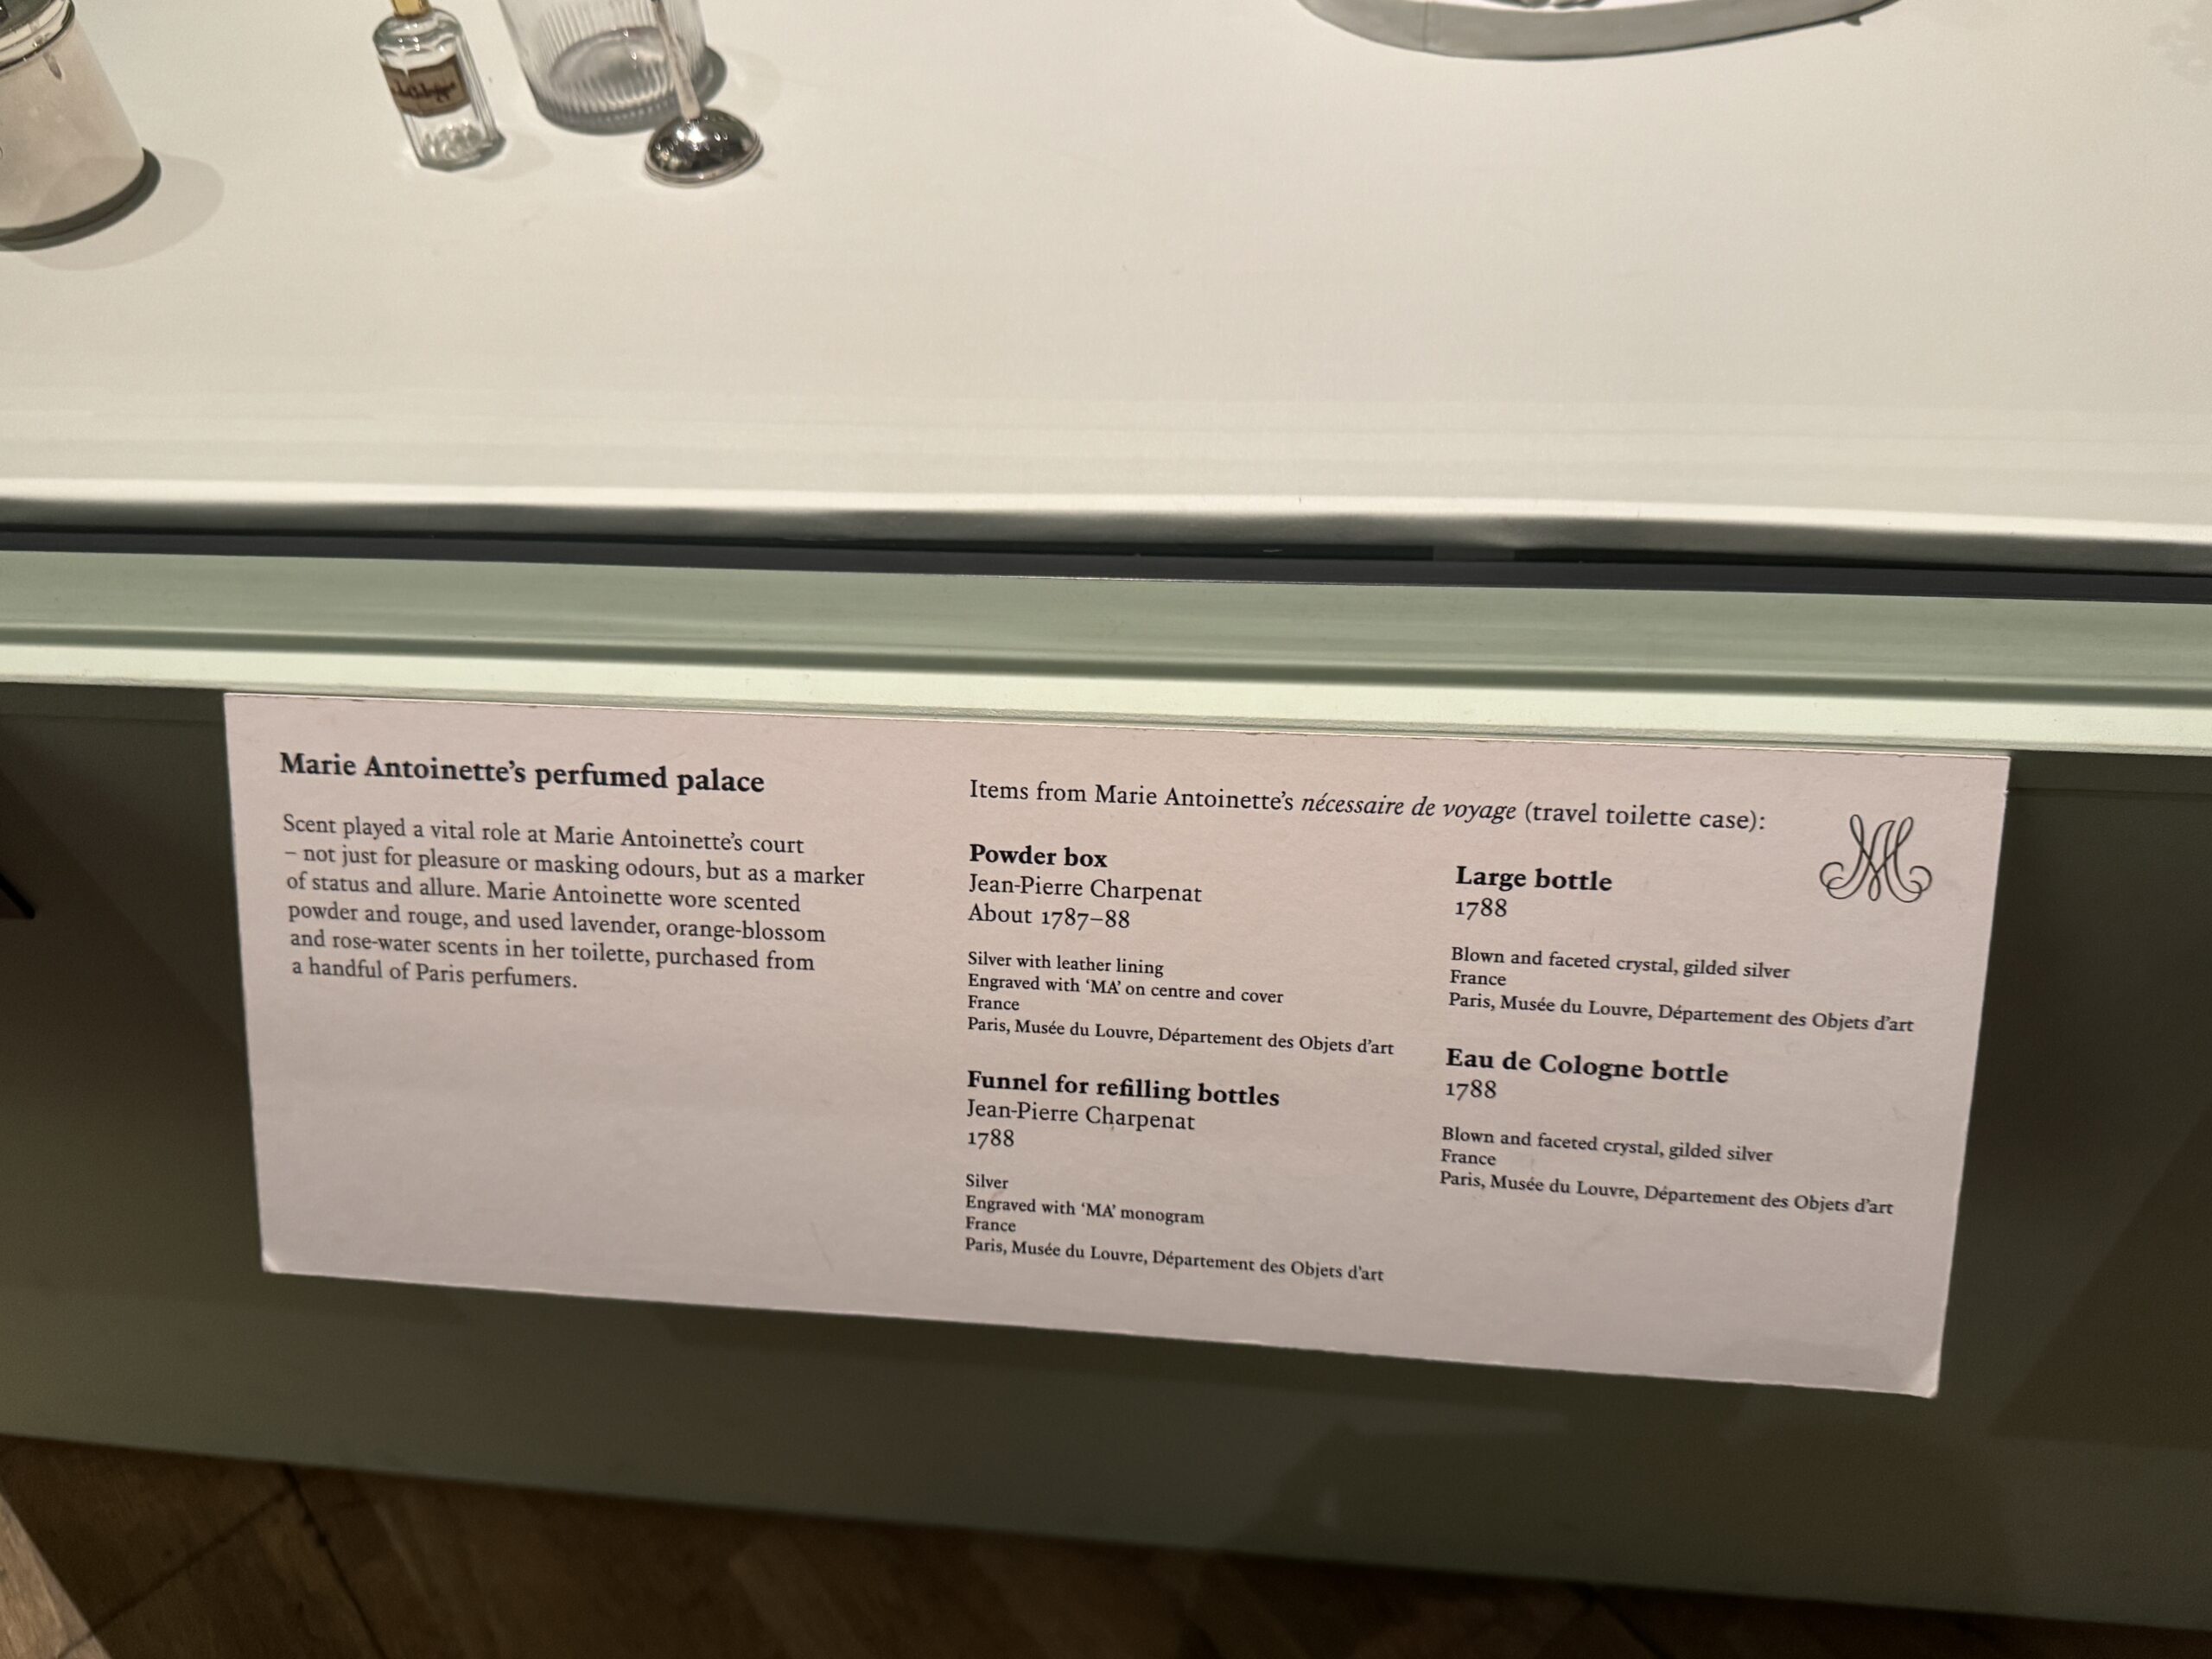 Marie Antoinette's perfumed palace
Scent played a vital role at Marie Antoinette's court
– not just for pleasure or masking odours, but as a marker
of status and allure. Marie Antoinette wore scented
powder and rouge, and used lavender, orange-blossom
and rose-water scents in her toilette, purchased from
a handful of Paris perfumers.
Items from Marie Antoinette's nécessaire de voyage (travel toilette case):
Powder box
Jean-Pierre Charpenat
About 1787–88
Silver with leather lining
Engraved with 'MA' on centre and cover
France
Paris, Musée du Louvre, Département des Objets d'art
Funnel for refilling bottles
Jean-Pierre Charpenat
1788
Silver
Engraved with 'MA' monogram
France
Paris, Musée du Louvre, Département des Objets d'art
MA
Large bottle
1788
Blown and faceted crystal, gilded silver
France
Paris, Musée du Louvre, Département des Objets d'art
Eau de Cologne bottle
1788
Blown and faceted crystal, gilded silver
France
Paris, Musée du Louvre, Département des Objets d'art